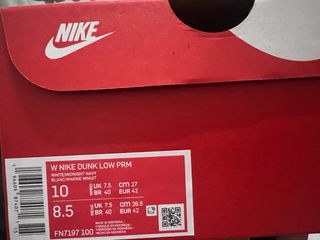 NIKE
W NIKE DUNK LOW PRM
WHITE/MIDNIGHT NAVY
BLANC/MARINE MINUIT
10 UK 7.5 CM 27
BR 40 EUR 42
8.5 UK 7.5 CM 26.5
BR 40 EUR 42
FN7197 100
MADE IN INDONESIA